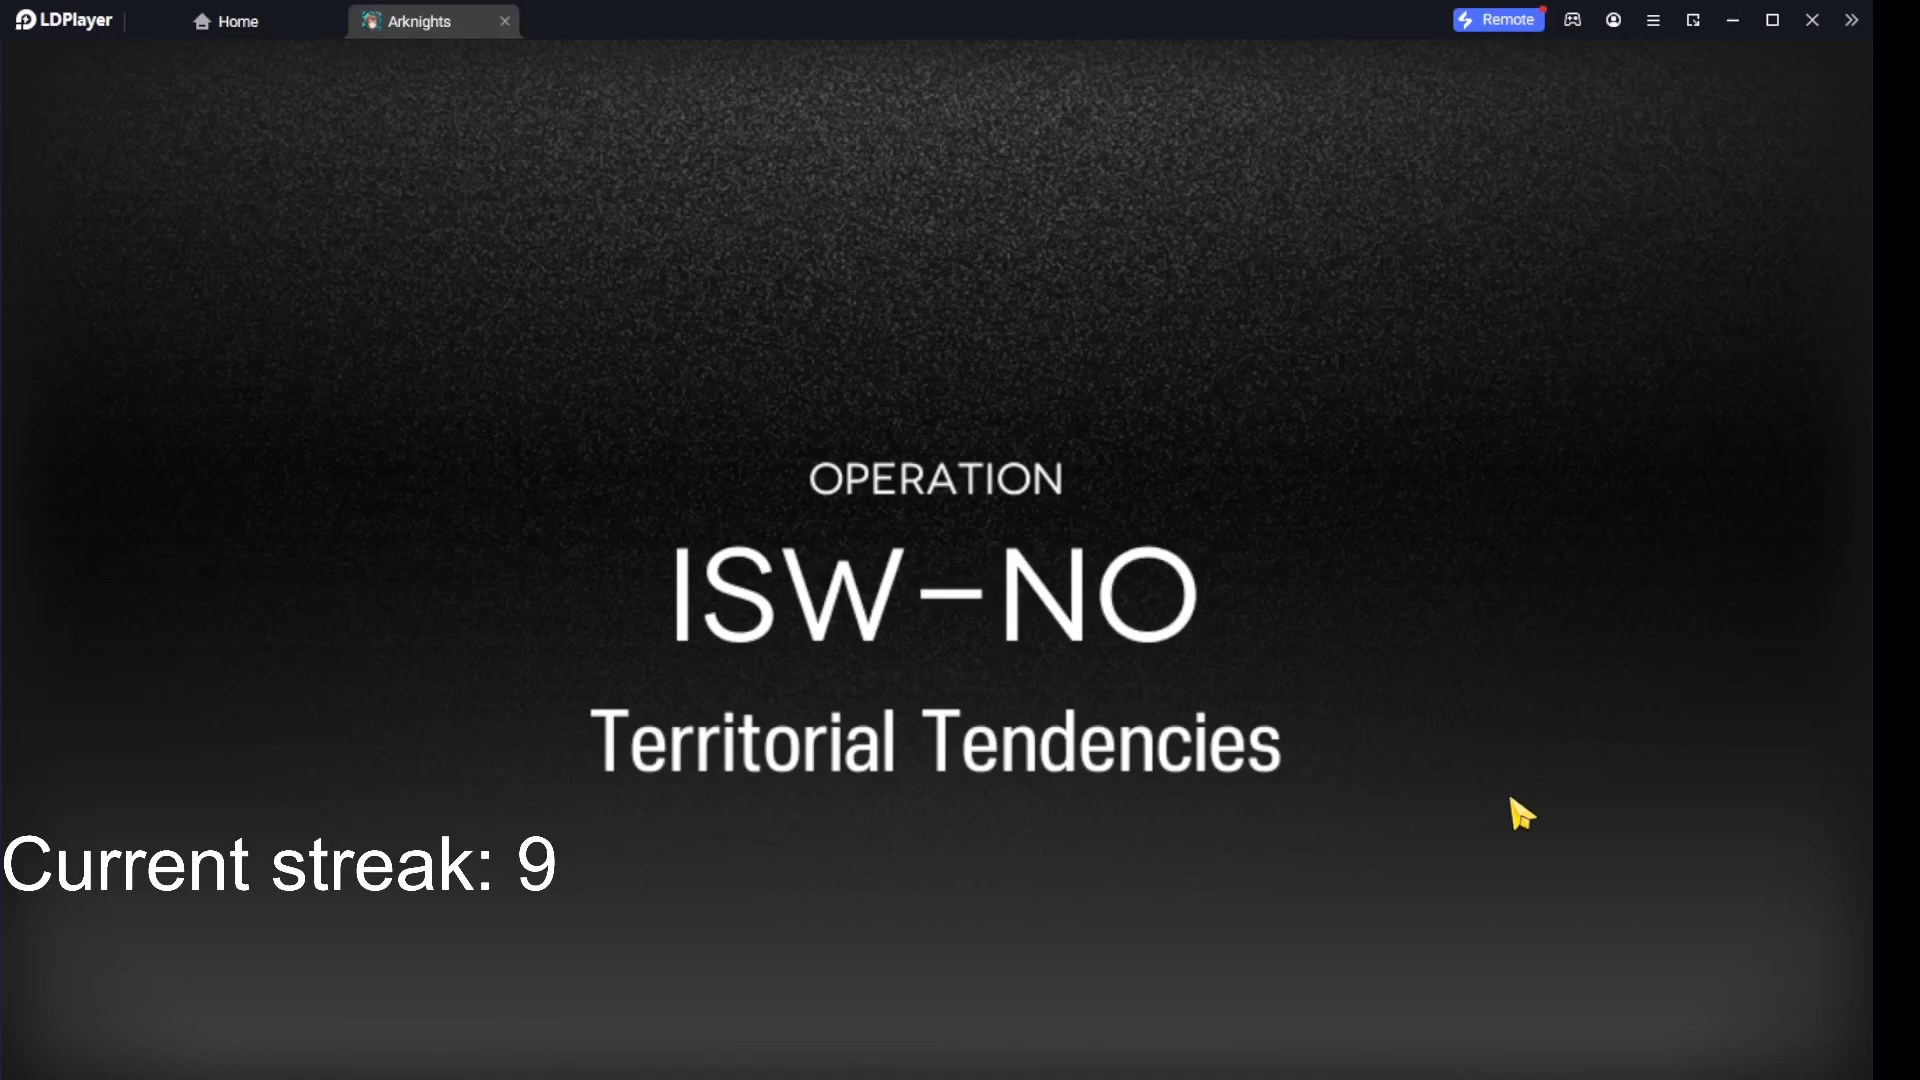 LDPlayer
Home
Arknights
Remote
OPERATION
ISW-NO
Territorial Tendencies
Current streak: 9